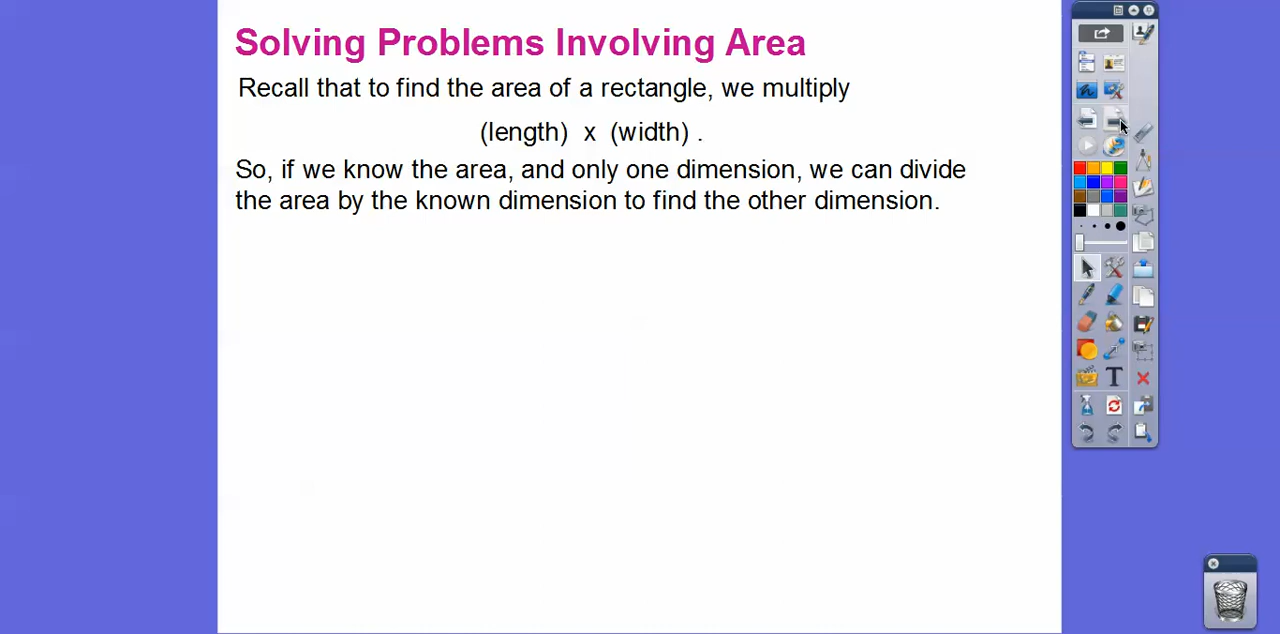 Solving Problems Involving Area
Recall that to find the area of a rectangle, we multiply
(length) x (width) .
So, if we know the area, and only one dimension, we can divide
the area by the known dimension to find the other dimension.
T